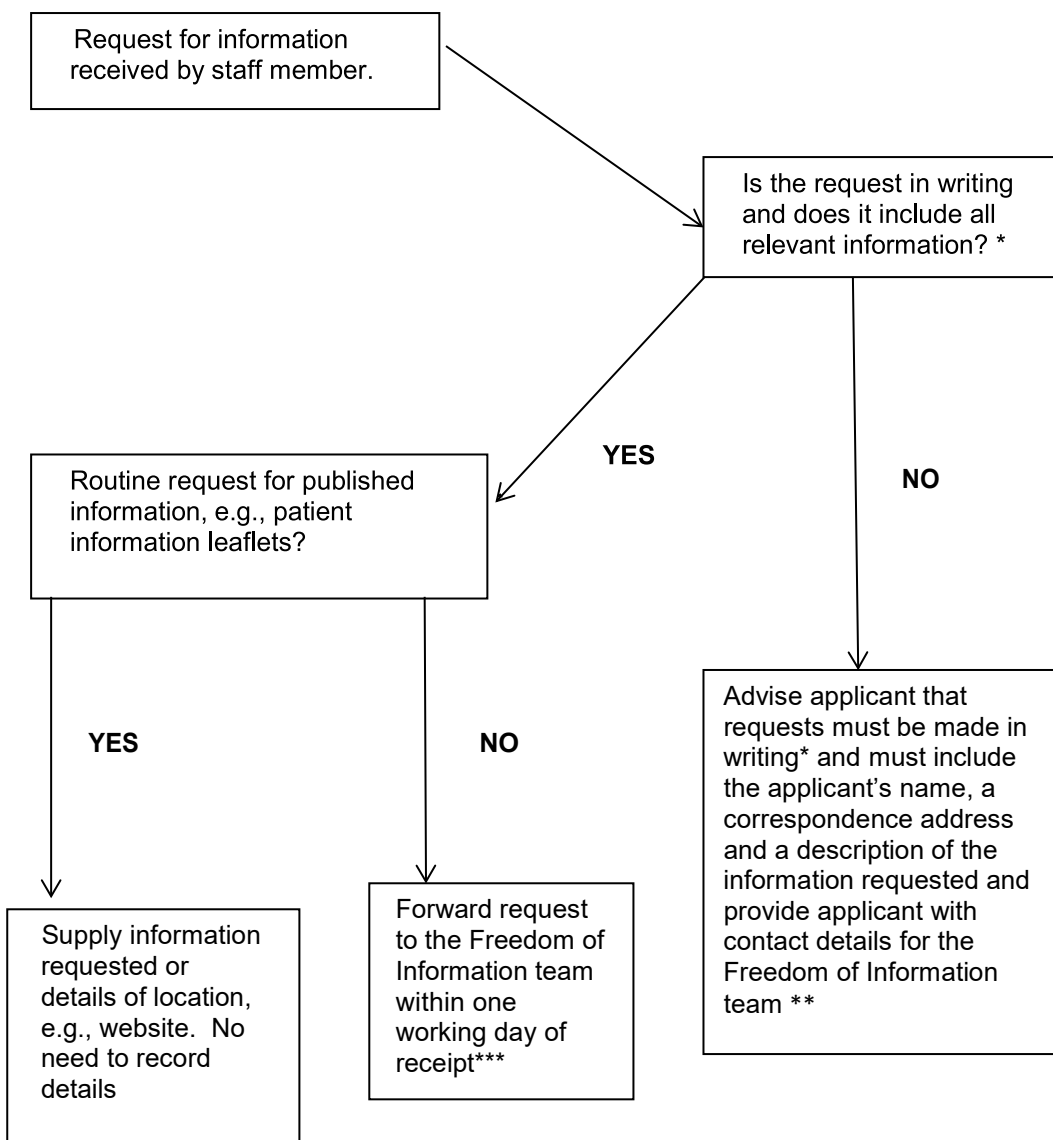 Request for information
received by staff member.
Is the request in writing
and does it include all
relevant information? *
YES
NO
Routine request for published
information, e.g., patient
information leaflets?
YES
NO
Advise applicant that
requests must be made in
writing* and must include
the applicant’s name, a
correspondence address
and a description of the
information requested and
provide applicant with
contact details for the
Freedom of Information
team **
Supply information
requested or
details of location,
e.g., website.  No
need to record
details
Forward request
to the Freedom of
Information team
within one
working day of
receipt***